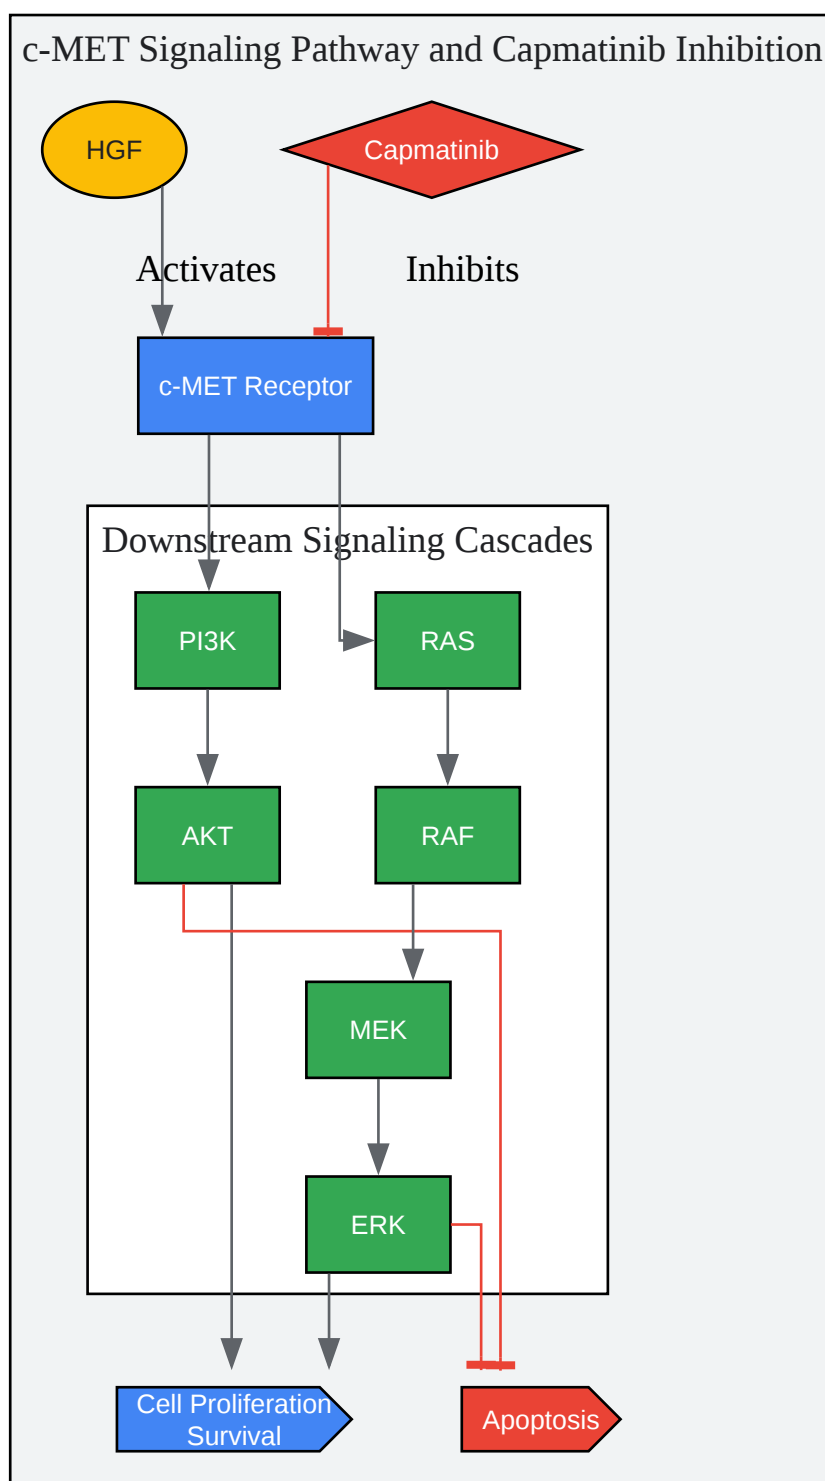 c-MET Signaling Pathway and Capmatinib Inhibition
HGF
Capmatinib
Activates
Inhibits
c-MET Receptor
Downstream Signaling Cascades
PI3K
RAS
AKT
RAF
MEK
ERK
Cell Proliferation
Survival
Apoptosis